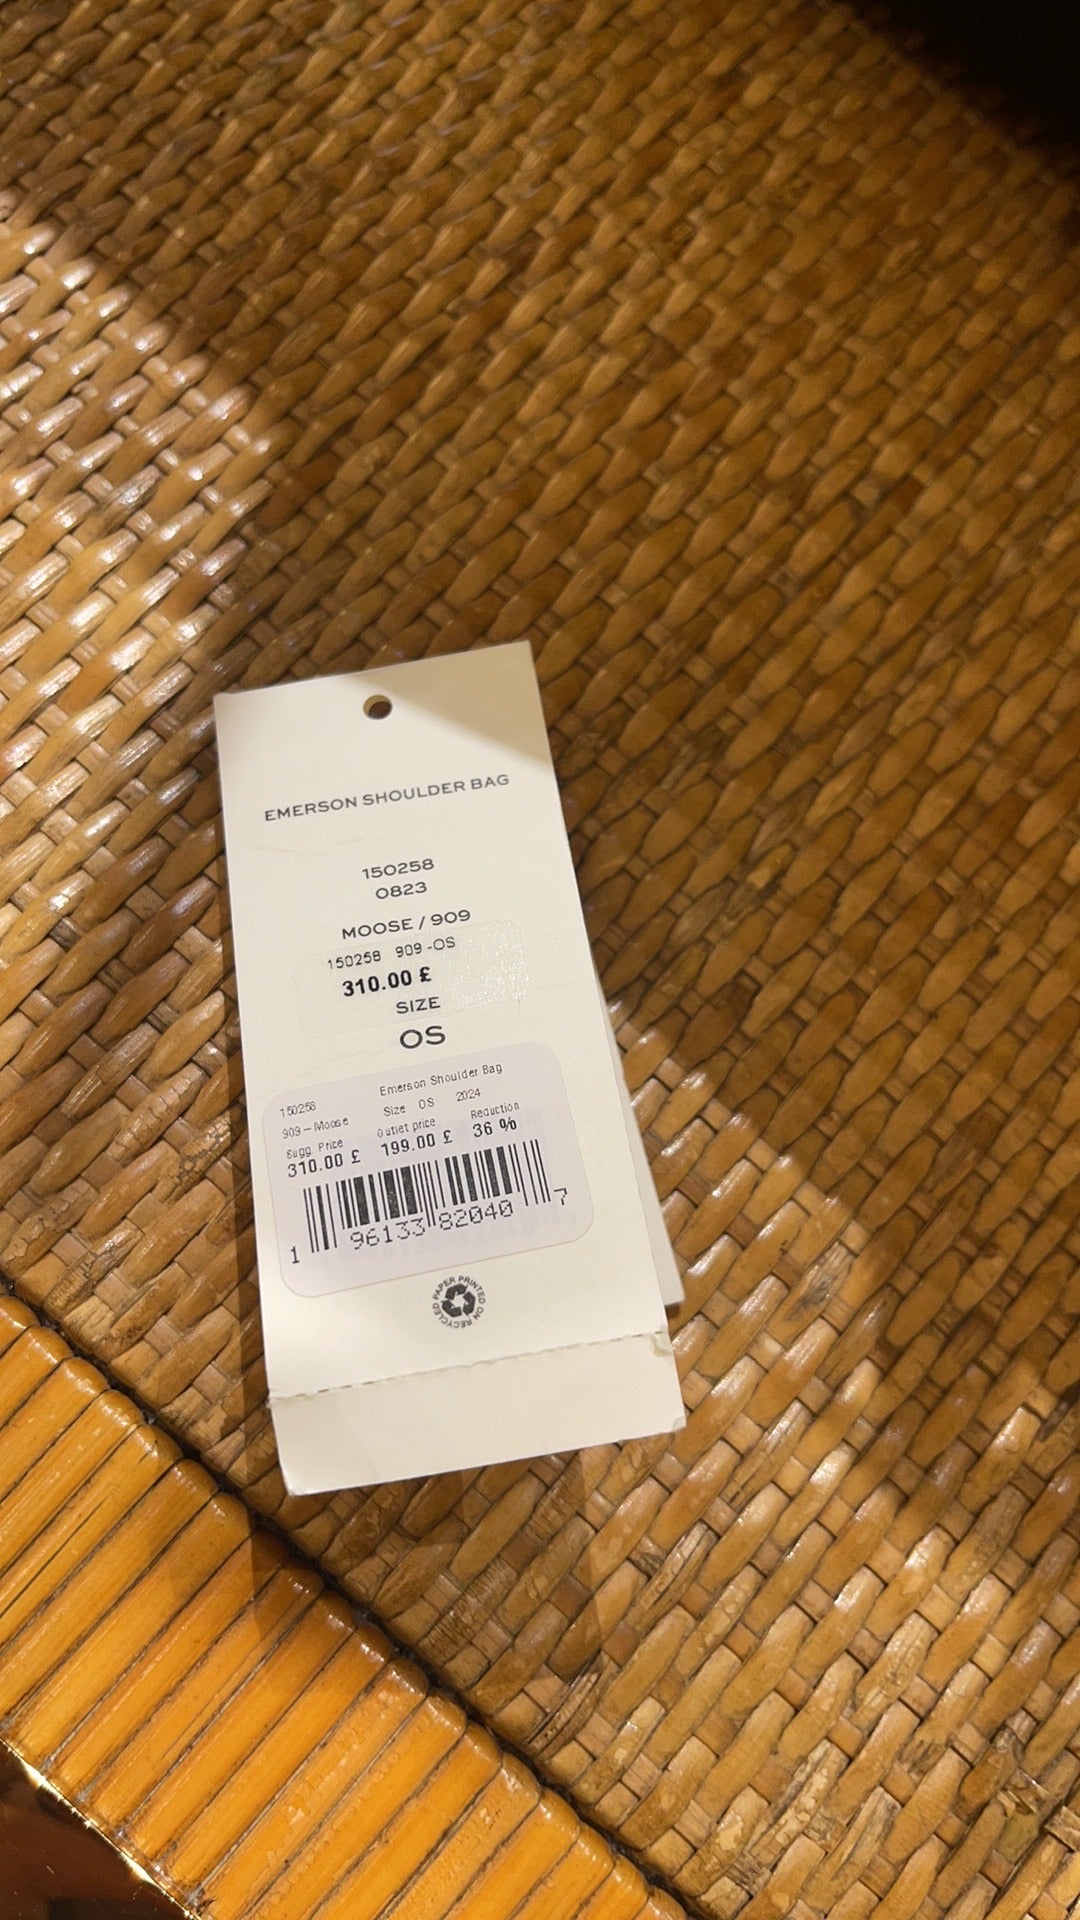 EMERSON SHOULDER BAG
150258
0823
MOOSE / 909
150258 909 -OS
310.00 £
SIZE
OS
150258 Emerson Shoulder Bag
909 - Moose Size OS 2024
Sugg. Price Outlet price Reduction
310.00 £ 199.00 £ 36 %
1 96133 82040 7
PRINTED ON RECYCLED PAPER